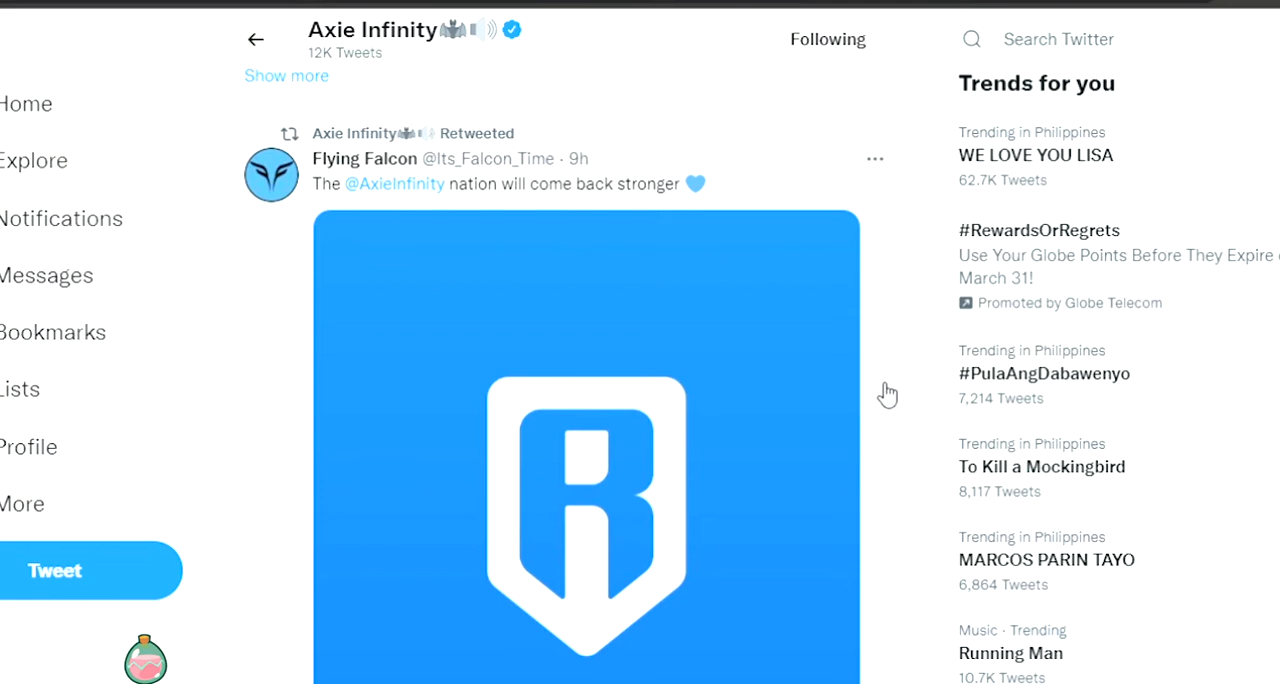 Axie Infinity
12K Tweets
Following
Show more
Axie Infinity Retweeted
Flying Falcon @Its_Falcon_Time · 9h
The @AxieInfinity nation will come back stronger 💙
R
Home
Explore
Notifications
Messages
Bookmarks
Lists
Profile
More
Tweet
Search Twitter
Trends for you
Trending in Philippines
WE LOVE YOU LISA
62.7K Tweets
#RewardsOrRegrets
Use Your Globe Points Before They Expire
March 31!
Promoted by Globe Telecom
Trending in Philippines
#PulaAngDabawenyo
7,214 Tweets
Trending in Philippines
To Kill a Mockingbird
8,117 Tweets
Trending in Philippines
MARCOS PARIN TAYO
6,864 Tweets
Music · Trending
Running Man
10.7K Tweets